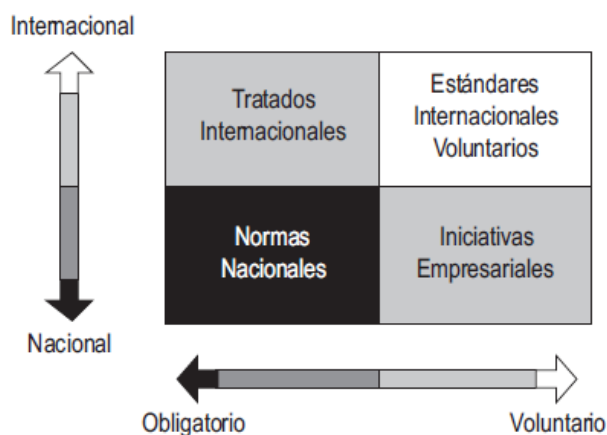 Internacional
Tratados
Internacionales
Estándares
Internacionales
Voluntarios
Normas
Nacionales
Iniciativas
Empresariales
Nacional
Obligatorio
Voluntario